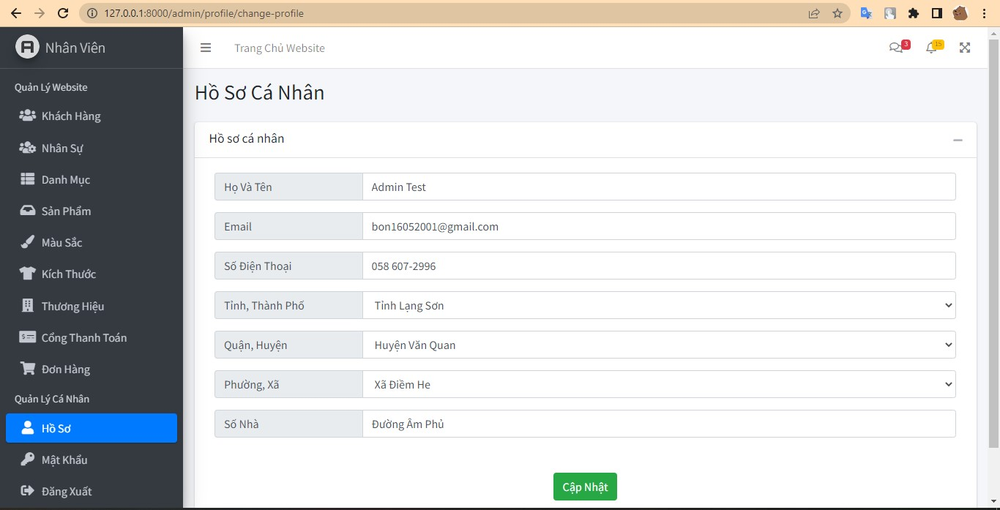 127.0.0.1:8000/admin/profile/change-profile
Nhân Viên
Trang Chủ Website
3
15
Quản Lý Website
Khách Hàng
Nhân Sự
Danh Mục
Sản Phẩm
Màu Sắc
Kích Thước
Thương Hiệu
Cổng Thanh Toán
Đơn Hàng
Quản Lý Cá Nhân
Hồ Sơ
Mật Khẩu
Đăng Xuất
Hồ Sơ Cá Nhân
Hồ sơ cá nhân
Họ Và Tên Admin Test
Email bon16052001@gmail.com
Số Điện Thoại 058 607-2996
Tỉnh, Thành Phố Tỉnh Lạng Sơn
Quận, Huyện Huyện Văn Quan
Phường, Xã Xã Điềm He
Số Nhà Đường Âm Phủ
Cập Nhật